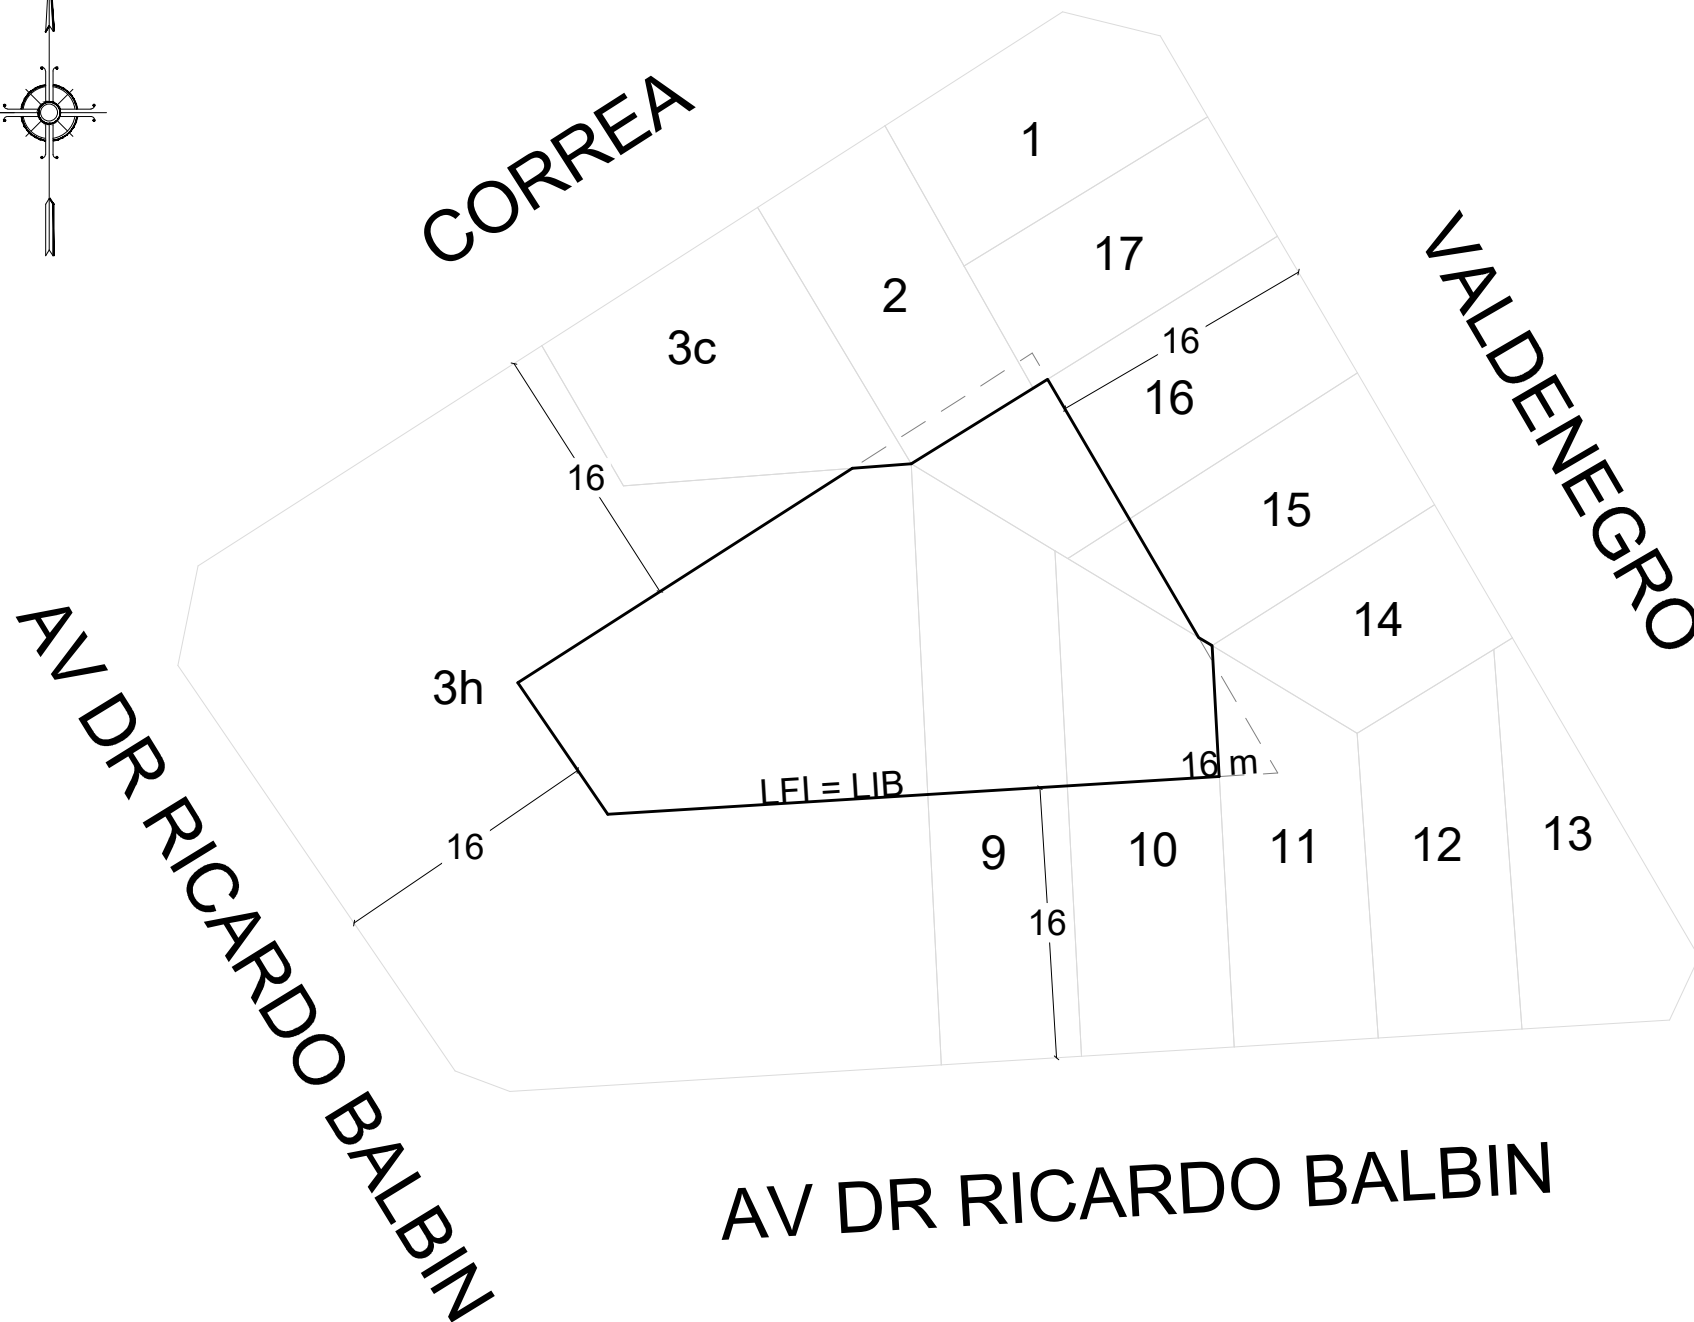 CORREA
1
17
2
VALDENEGRO
3c
16
16
16
15
14
AV DR RICARDO BALBIN
3h
16 m
LFI = LIB
16
9
10
11
12
13
16
AV DR RICARDO BALBIN